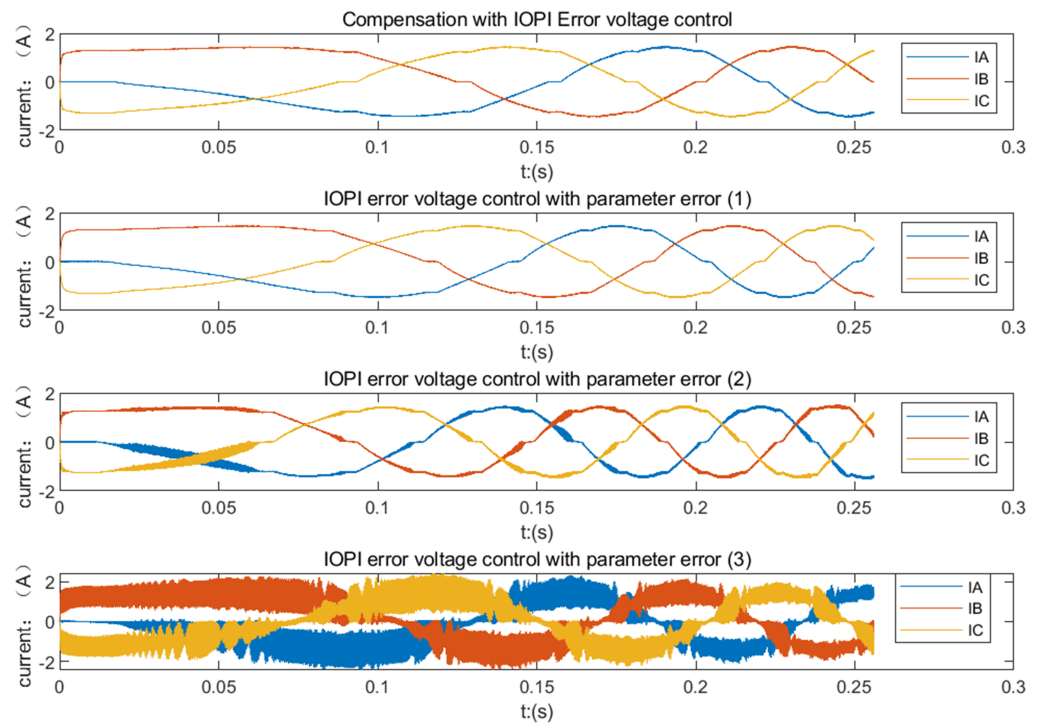 Compensation with IOPI Error voltage control
current：（A）
2
0
-2
IA
IB
IC
0 0.05 0.1 0.15 0.2 0.25 0.3
t:(s)
IOPI error voltage control with parameter error (1)
current：（A）
2
0
-2
IA
IB
IC
0 0.05 0.1 0.15 0.2 0.25 0.3
t:(s)
IOPI error voltage control with parameter error (2)
current：（A）
2
0
-2
IA
IB
IC
0 0.05 0.1 0.15 0.2 0.25 0.3
t:(s)
IOPI error voltage control with parameter error (3)
current：（A）
2
0
-2
IA
IB
IC
0 0.05 0.1 0.15 0.2 0.25 0.3
t:(s)